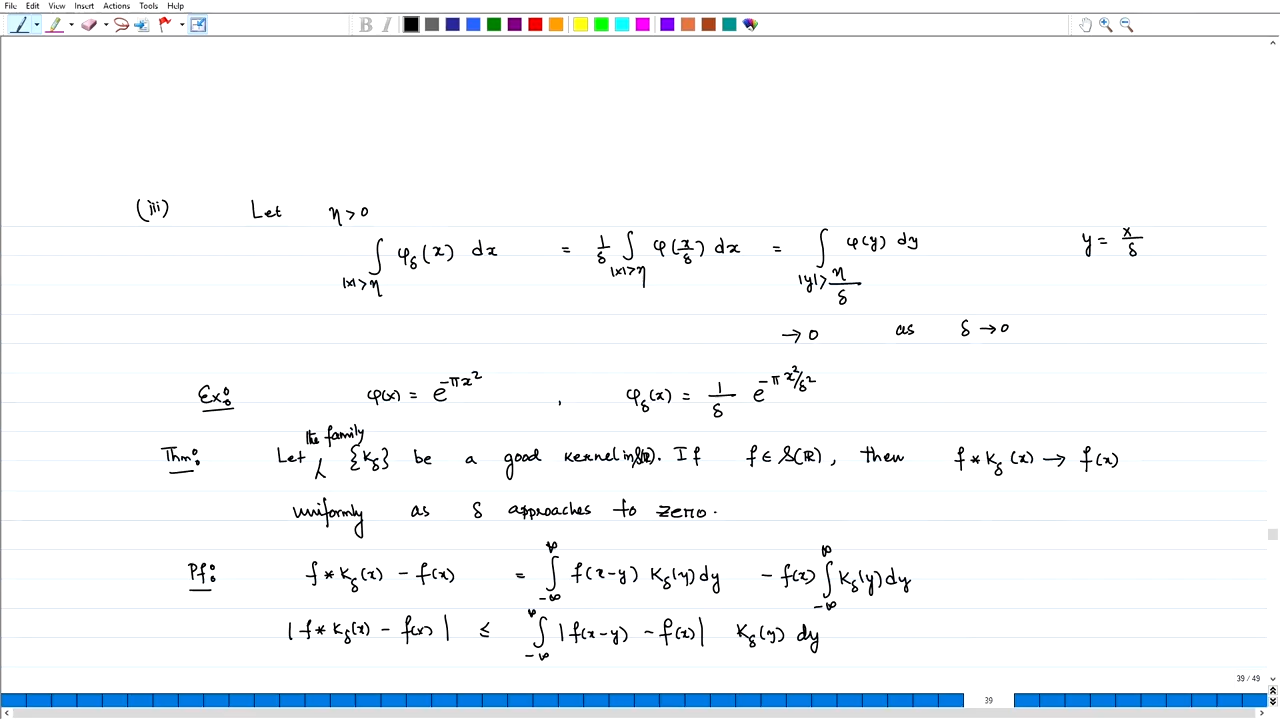 File Edit View Insert Actions Tools Help
B I
(iii) Let η>0
∫_{|x|>η} φ_δ(x) dx = 1/δ ∫_{|x|>η} φ(x/δ) dx = ∫_{|y|>η/δ} φ(y) dy y = x/δ
→ 0 as δ → 0
Ex: φ(x) = e^{-πx²} , φ_δ(x) = 1/δ e^{-πx²/δ²}
Thm: Let the family {K_δ} be a good kernel in S(ℝ). If f ∈ S(ℝ), then f*K_δ(x) → f(x)
uniformly as δ approaches to zero.
Pf: f*K_δ(x) - f(x) = ∫_{-∞}^{∞} f(x-y) K_δ(y) dy - f(x) ∫_{-∞}^{∞} K_δ(y) dy
|f*K_δ(x) - f(x)| ≤ ∫_{-∞}^{∞} |f(x-y) - f(x)| K_δ(y) dy
39 / 49
39